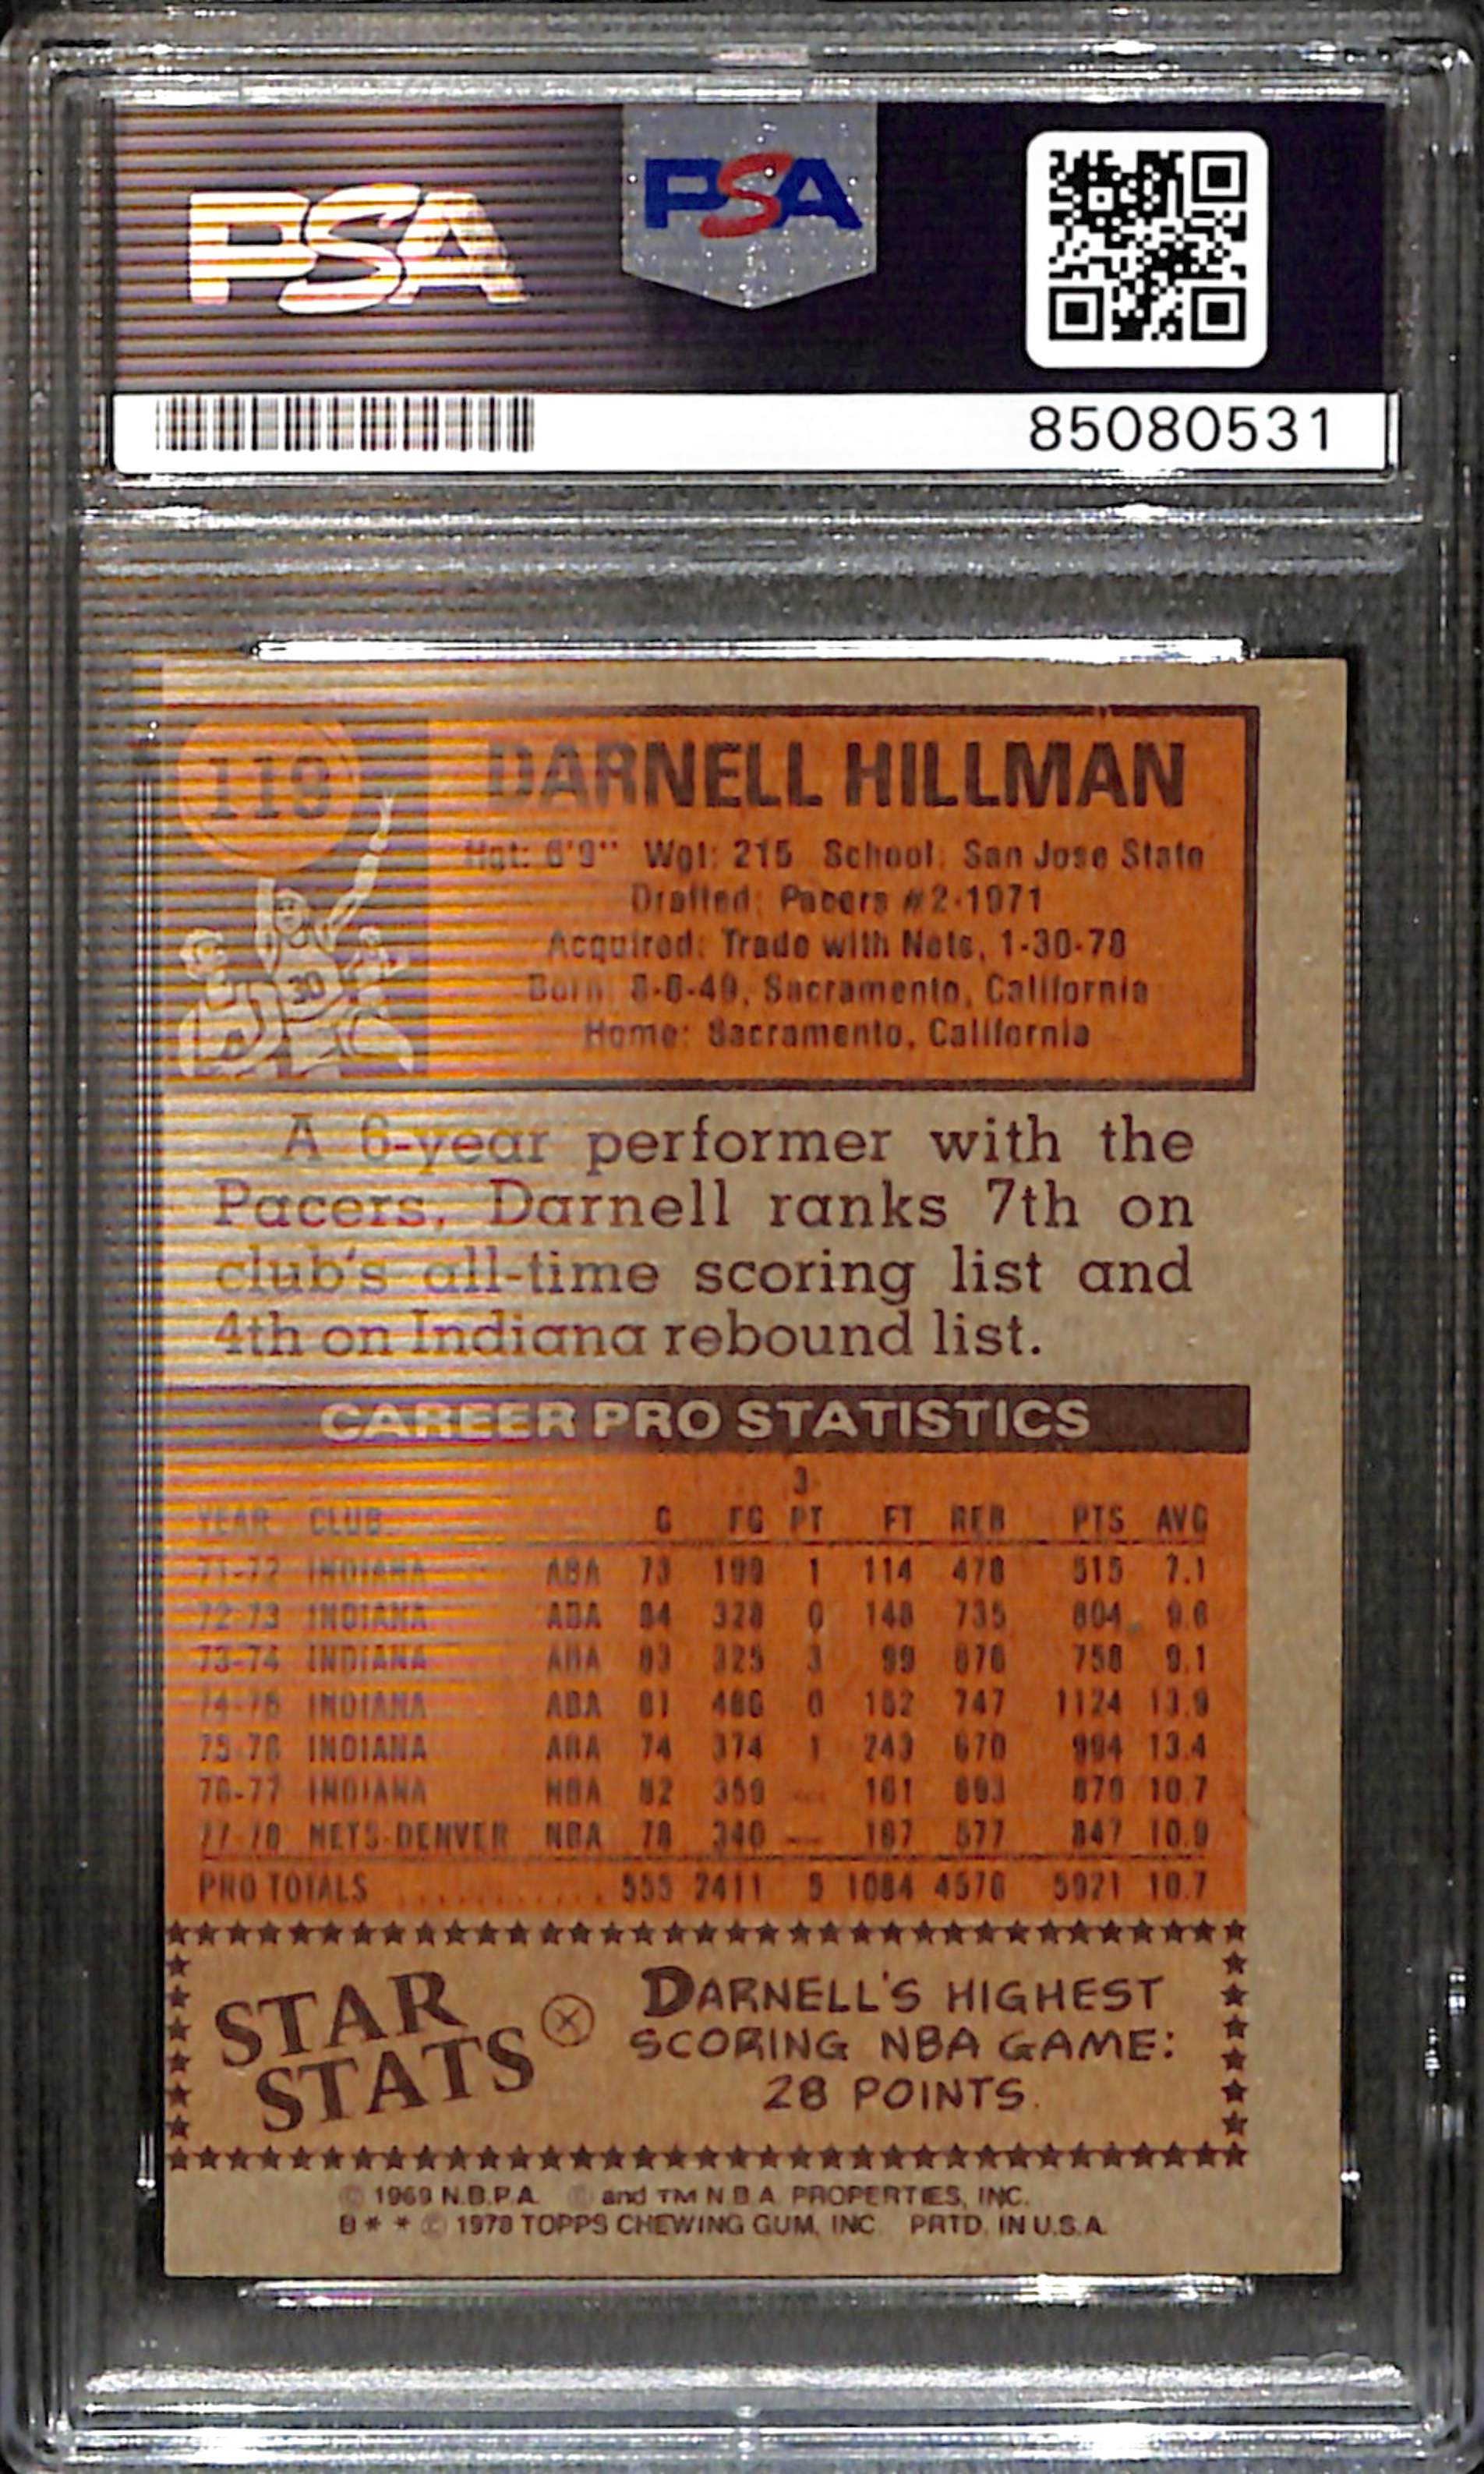 PSA
PSA
85080531
119
DARNELL HILLMAN
Hgt: 6'9" Wgt: 215 School: San Jose State
Drafted: Pacers #2-1971
Acquired: Trade with Nets, 1-30-78
Born: 8-8-49, Sacramento, California
Home: Sacramento, California
30
A 6-year performer with the
Pacers, Darnell ranks 7th on
club's all-time scoring list and
4th on Indiana rebound list.
CAREER PRO STATISTICS
3-
YEAR CLUB G FG PT FT REB PTS AVG
71-72 INDIANA ABA 73 199 1 114 478 515 7.1
72-73 INDIANA ABA 84 328 0 148 735 804 9.6
73-74 INDIANA ABA 83 325 3 99 676 758 9.1
74-75 INDIANA ABA 81 486 0 152 747 1124 13.9
75-76 INDIANA ABA 74 374 1 243 670 994 13.4
76-77 INDIANA NBA 82 359 — 161 693 879 10.7
77-78 NETS-DENVER NBA 78 340 — 167 577 847 10.9
PRO TOTALS 555 2411 5 1084 4576 5921 10.7
STAR
STATS
DARNELL'S HIGHEST
SCORING NBA GAME:
28 POINTS.
© 1969 N.B.P.A. © and TM N.B.A. PROPERTIES, INC.
B * * © 1978 TOPPS CHEWING GUM, INC. PRTD. IN U.S.A.